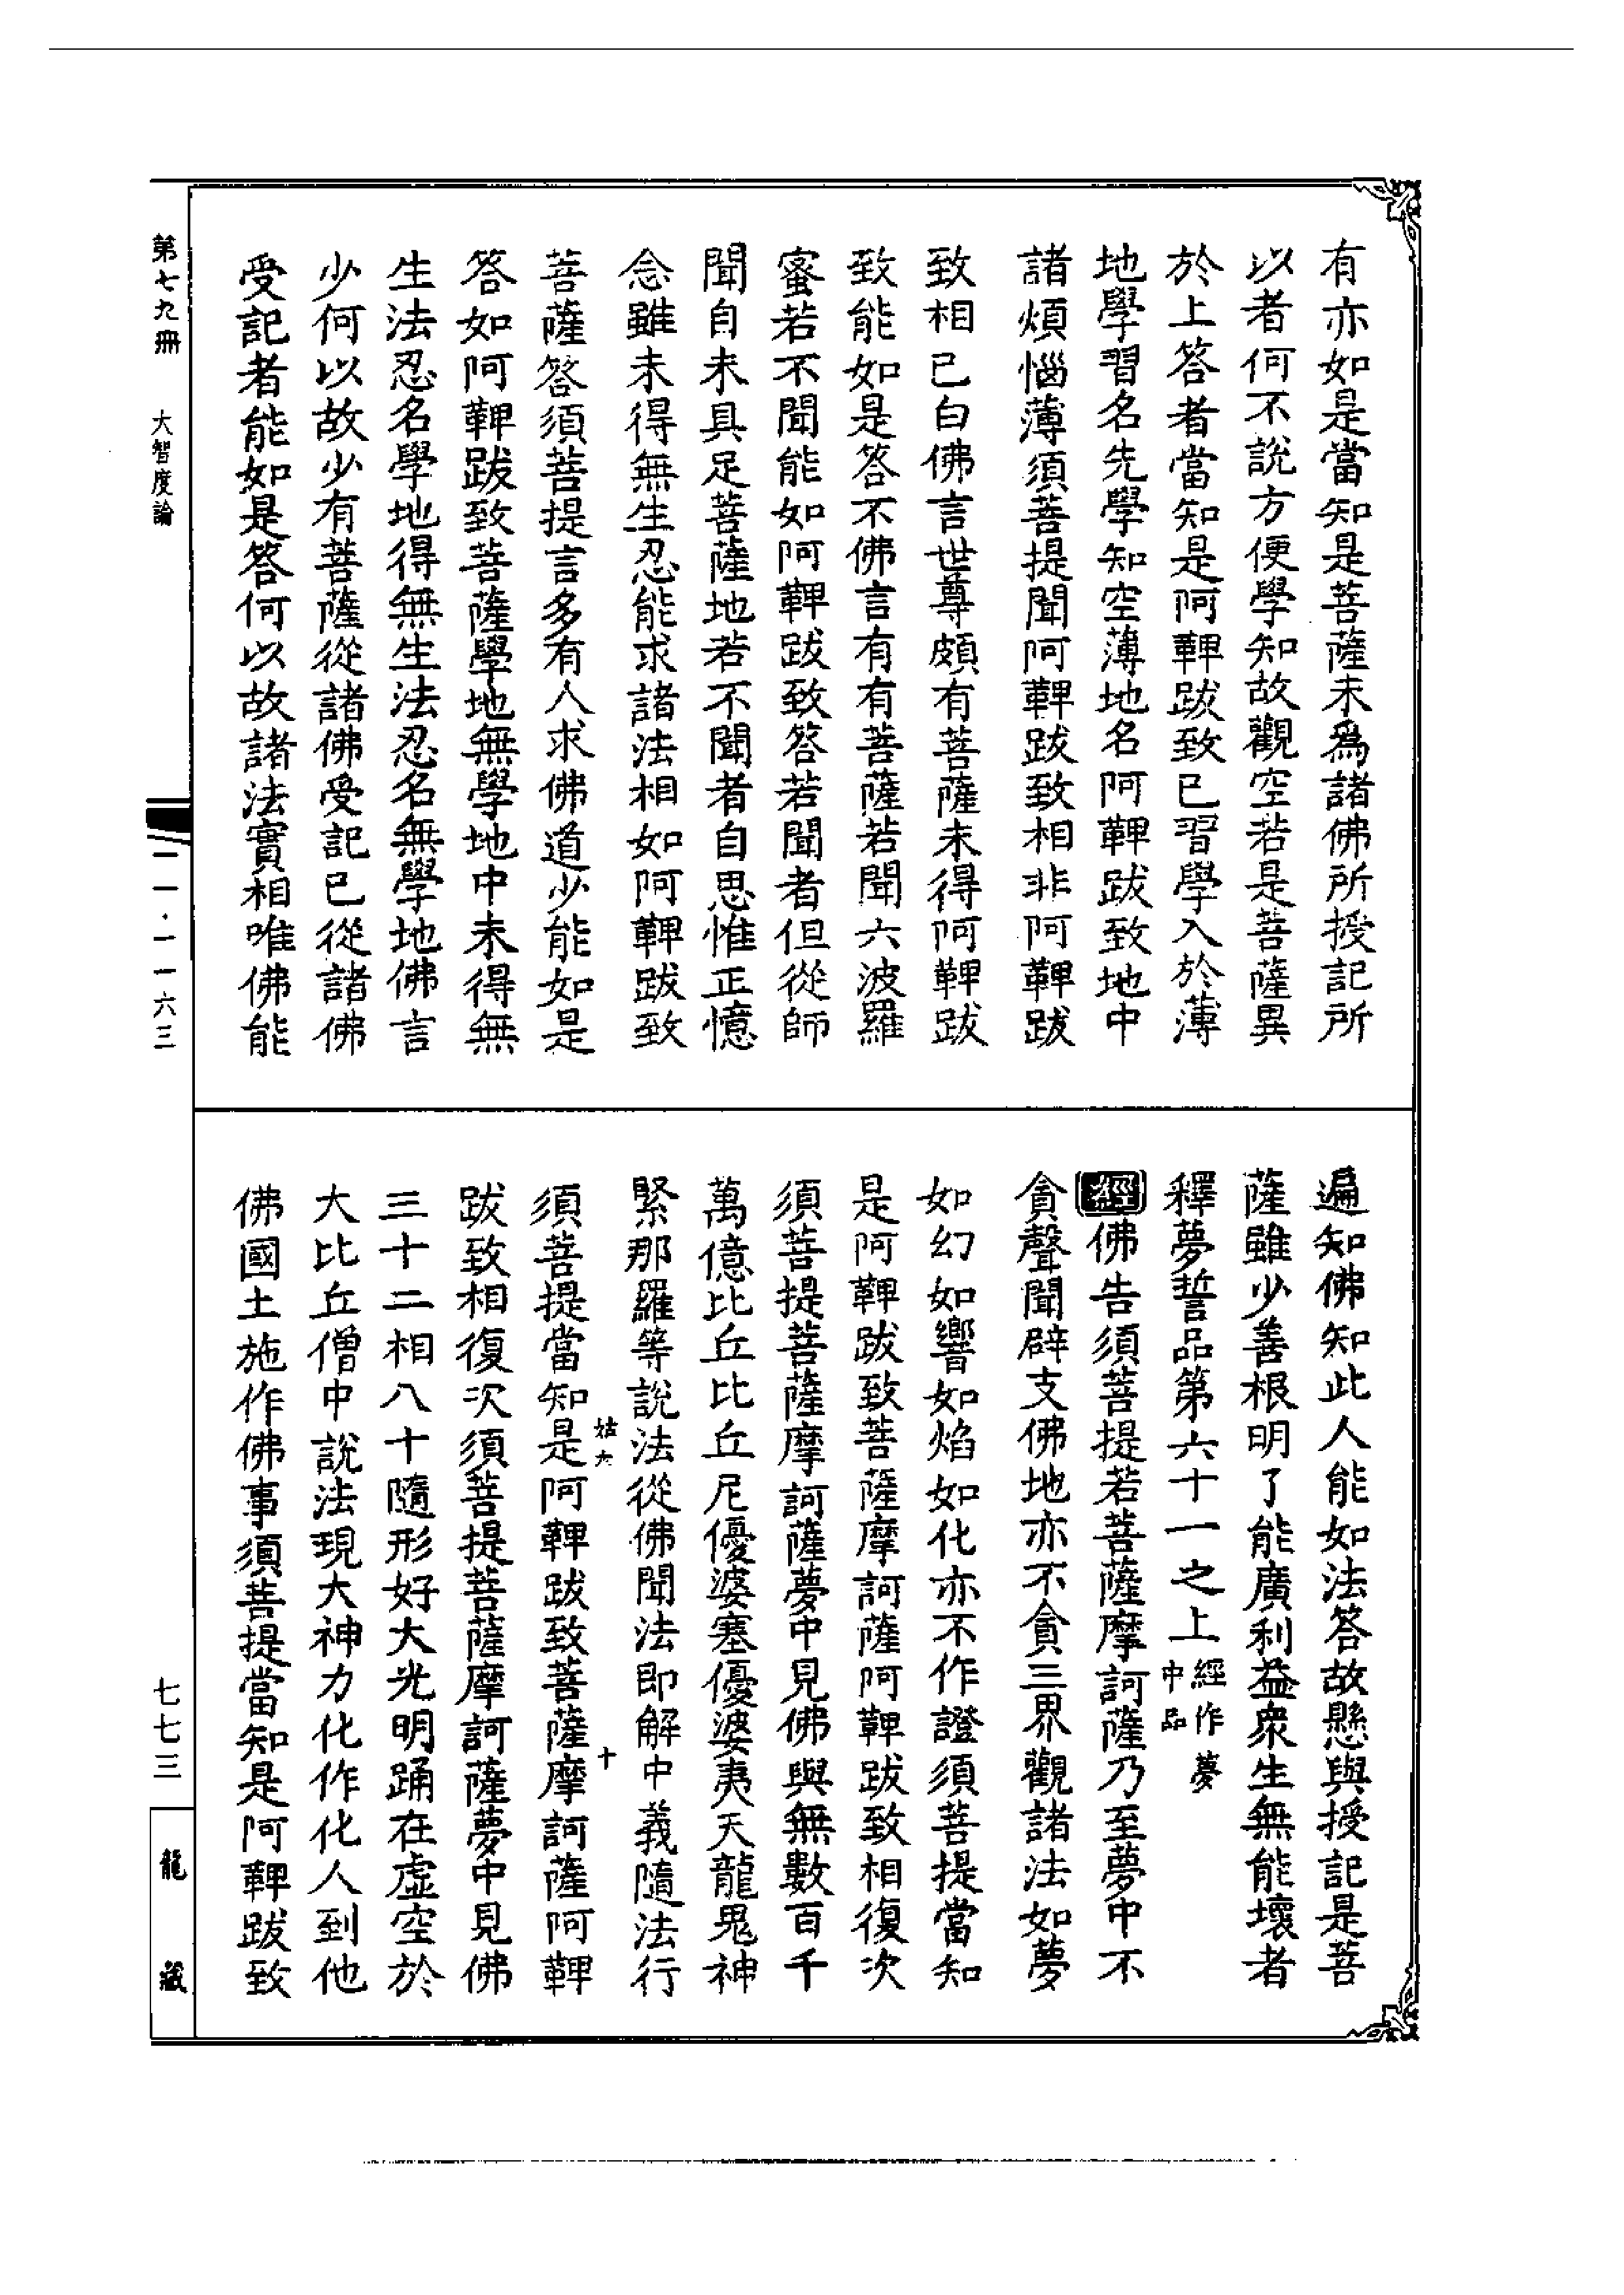 有亦如是當知是菩薩未爲諸佛所授記所
以者何不說方便學知故觀空若是菩薩異
於上答者當知是阿鞞跋致已習學入於薄
地學習名先學知空薄地名阿鞞跋致地中
諸煩惱薄須菩提聞阿鞞跋致相非阿鞞跋
致相已白佛言世尊頗有菩薩未得阿鞞跋
致能如是答不佛言有有菩薩若聞六波羅
蜜若不聞能如阿鞞跋致答若聞者但從師
聞自未具足菩薩地若不聞者自思惟正憶
念雖未得無生忍能求諸法相如阿鞞跋致
菩薩答須菩提言多有人求佛道少能如是
答如阿鞞跋致菩薩學地無學地中未得無
生法忍名學地得無生法忍名無學地佛言
少何以故少有菩薩從諸佛受記已從諸佛
受記者能如是答何以故諸法實相唯佛能
遍知佛知此人能如法答故懸與授記是菩
薩雖少善根明了能廣利益衆生無能壞者
釋夢誓品第六十一之上經作夢中品
經佛告須菩提若菩薩摩訶薩乃至夢中不
貪聲聞辟支佛地亦不貪三界觀諸法如夢
如幻如響如焰如化亦不作證須菩提當知
是阿鞞跋致菩薩摩訶薩阿鞞跋致相復次
須菩提菩薩摩訶薩夢中見佛與無數百千
萬億比丘比丘尼優婆塞優婆夷天龍鬼神
緊那羅等說法從佛聞法即解中義隨法行
須菩提當知是阿鞞跋致菩薩摩訶薩阿鞞
跋致相復次須菩提菩薩摩訶薩夢中見佛
三十二相八十隨形好大光明踊在虛空於
大比丘僧中說法現大神力化作化人到他
佛國土施作佛事須菩提當知是阿鞞跋致
十
第七九冊 大智度論
一一·一一六三
七七三
龍藏